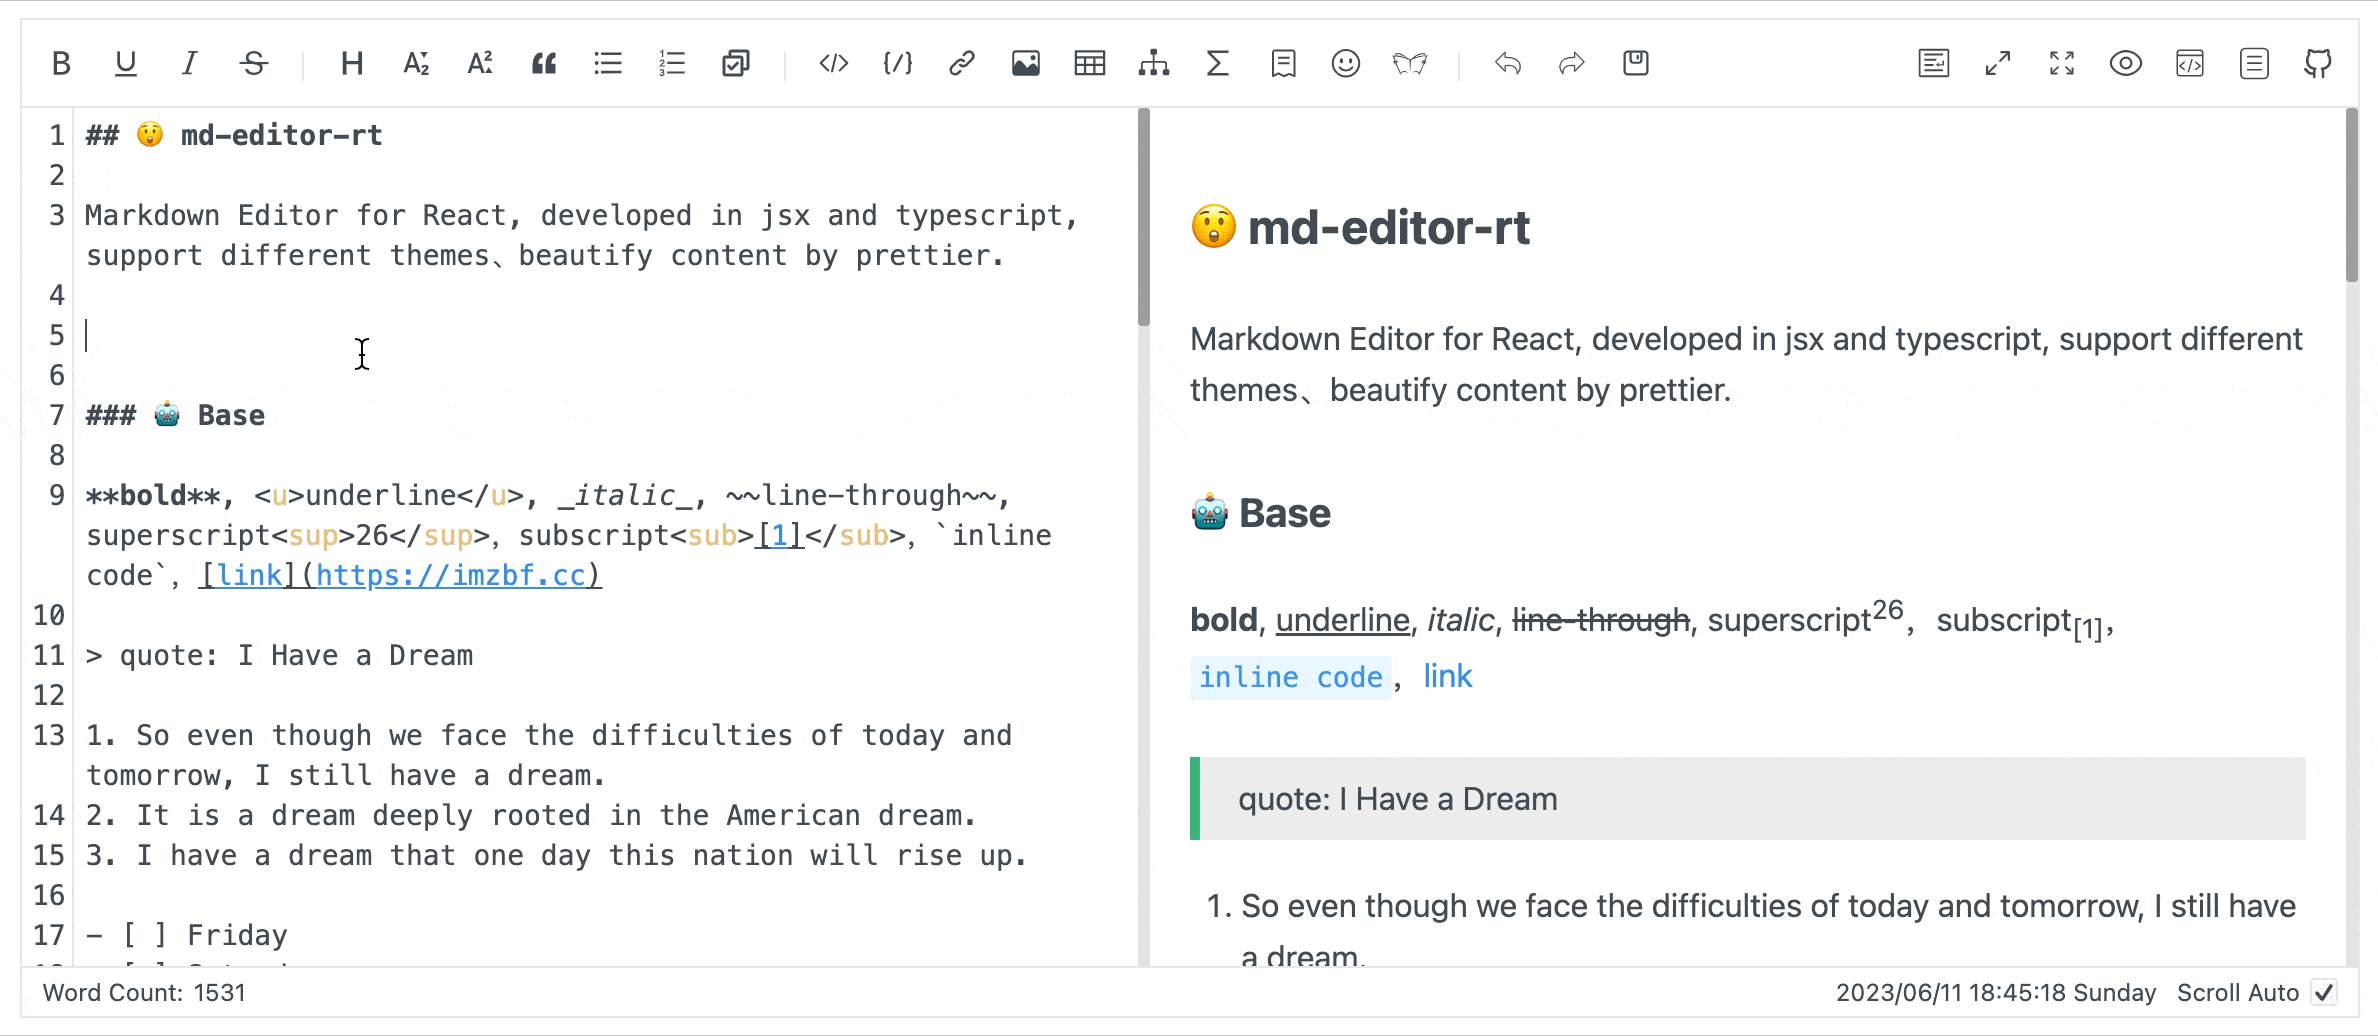 1 ## 😲 md-editor-rt
2
3 Markdown Editor for React, developed in jsx and typescript,
support different themes、beautify content by prettier.
4
5
6
7 ### 🤖 Base
8
9 **bold**, <u>underline</u>, _italic_, ~~line-through~~,
superscript<sup>26</sup>, subscript<sub>[1]</sub>, `inline
code`, [link](https://imzbf.cc)
10
11 > quote: I Have a Dream
12
13 1. So even though we face the difficulties of today and
tomorrow, I still have a dream.
14 2. It is a dream deeply rooted in the American dream.
15 3. I have a dream that one day this nation will rise up.
16
17 - [ ] Friday
😲 md-editor-rt
Markdown Editor for React, developed in jsx and typescript, support different
themes、beautify content by prettier.
🤖 Base
bold, underline, italic, line-through, superscript26, subscript[1],
inline code, link
quote: I Have a Dream
1. So even though we face the difficulties of today and tomorrow, I still have
a dream.
Word Count: 1531
2023/06/11 18:45:18 Sunday Scroll Auto